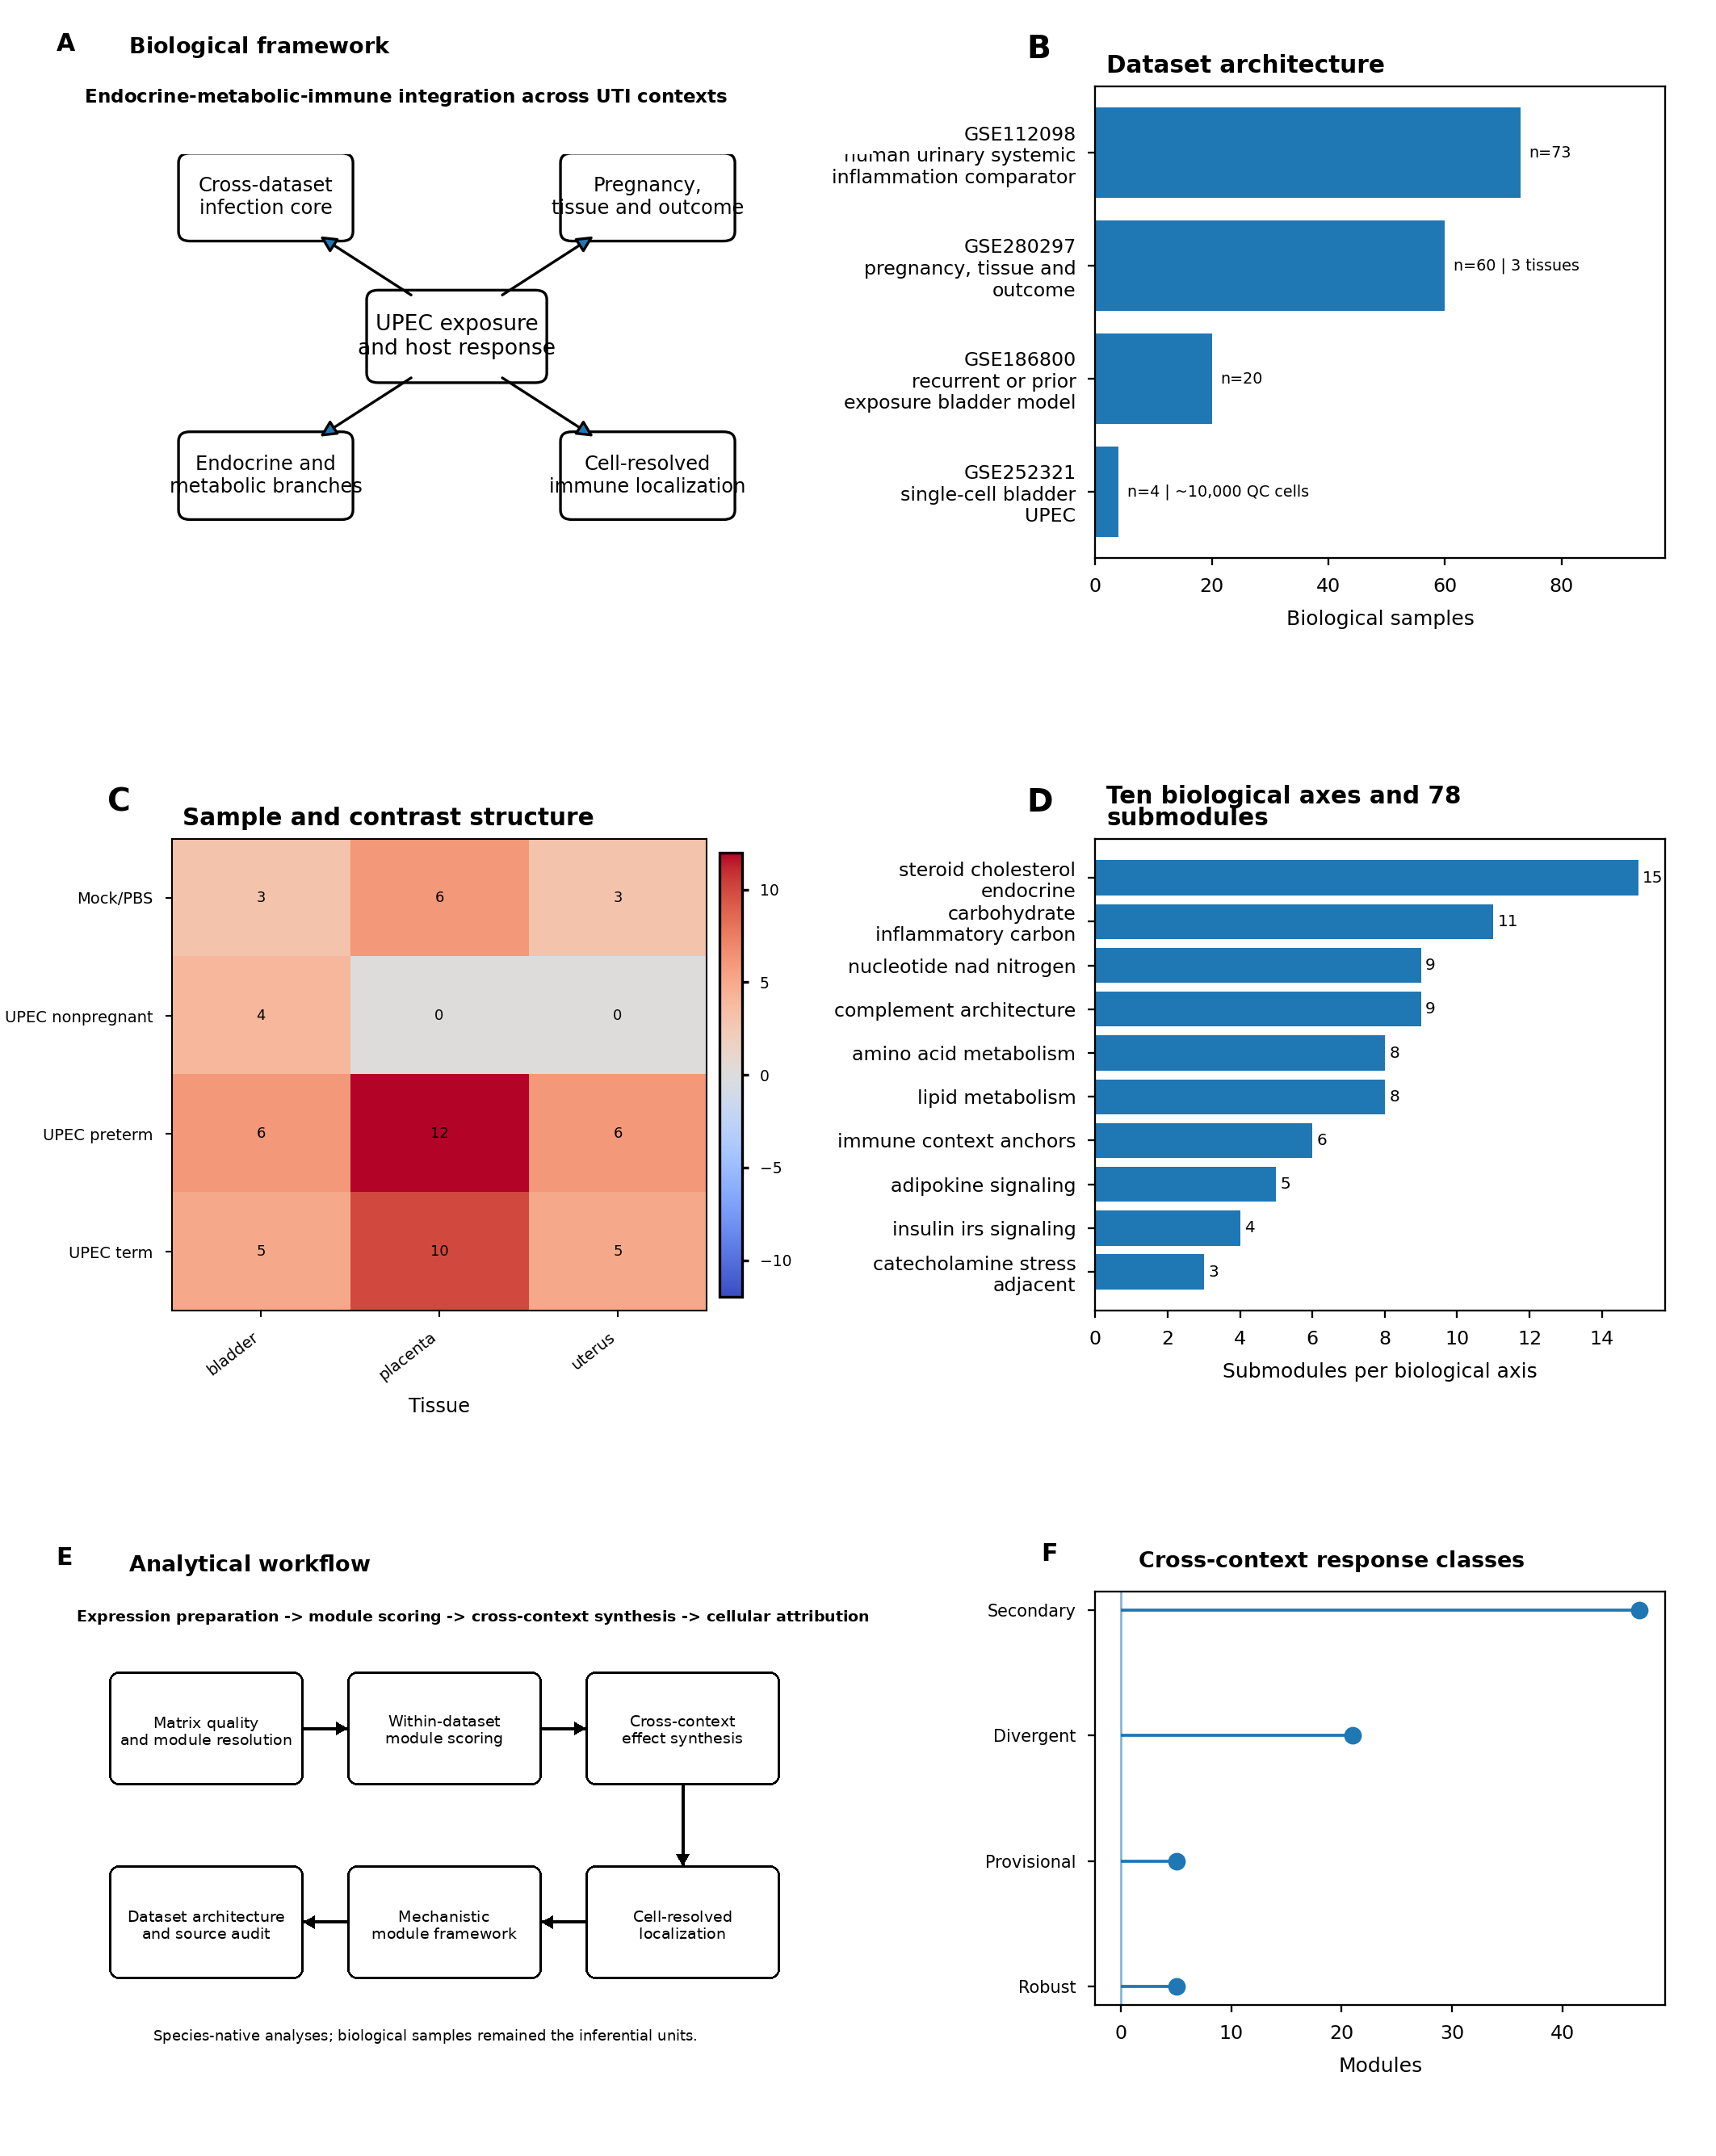 A
Biological framework
Endocrine-metabolic-immune integration across UTI contexts
Cross-dataset
infection core
Pregnancy,
tissue and outcome
UPEC exposure
and host response
Endocrine and
metabolic branches
Cell-resolved
immune localization
B
Dataset architecture
GSE112098
human urinary systemic
inflammation comparator
n=73
GSE280297
pregnancy, tissue and
outcome
n=60 | 3 tissues
GSE186800
recurrent or prior
exposure bladder model
n=20
GSE252321
single-cell bladder
UPEC
n=4 | ~10,000 QC cells
0 20 40 60 80
Biological samples
C
Sample and contrast structure
Mock/PBS 3 6 3
UPEC nonpregnant 4 0 0
UPEC preterm 6 12 6
UPEC term 5 10 5
bladder placenta uterus
Tissue
10
5
0
−5
−10
D
Ten biological axes and 78
submodules
steroid cholesterol
endocrine
15
carbohydrate
inflammatory carbon
11
nucleotide nad nitrogen 9
complement architecture 9
amino acid metabolism 8
lipid metabolism 8
immune context anchors 6
adipokine signaling 5
insulin irs signaling 4
catecholamine stress
adjacent
3
0 2 4 6 8 10 12 14
Submodules per biological axis
E
Analytical workflow
Expression preparation -> module scoring -> cross-context synthesis -> cellular attribution
Matrix quality
and module resolution
Within-dataset
module scoring
Cross-context
effect synthesis
Dataset architecture
and source audit
Mechanistic
module framework
Cell-resolved
localization
Species-native analyses; biological samples remained the inferential units.
F
Cross-context response classes
Secondary
Divergent
Provisional
Robust
0 10 20 30 40
Modules